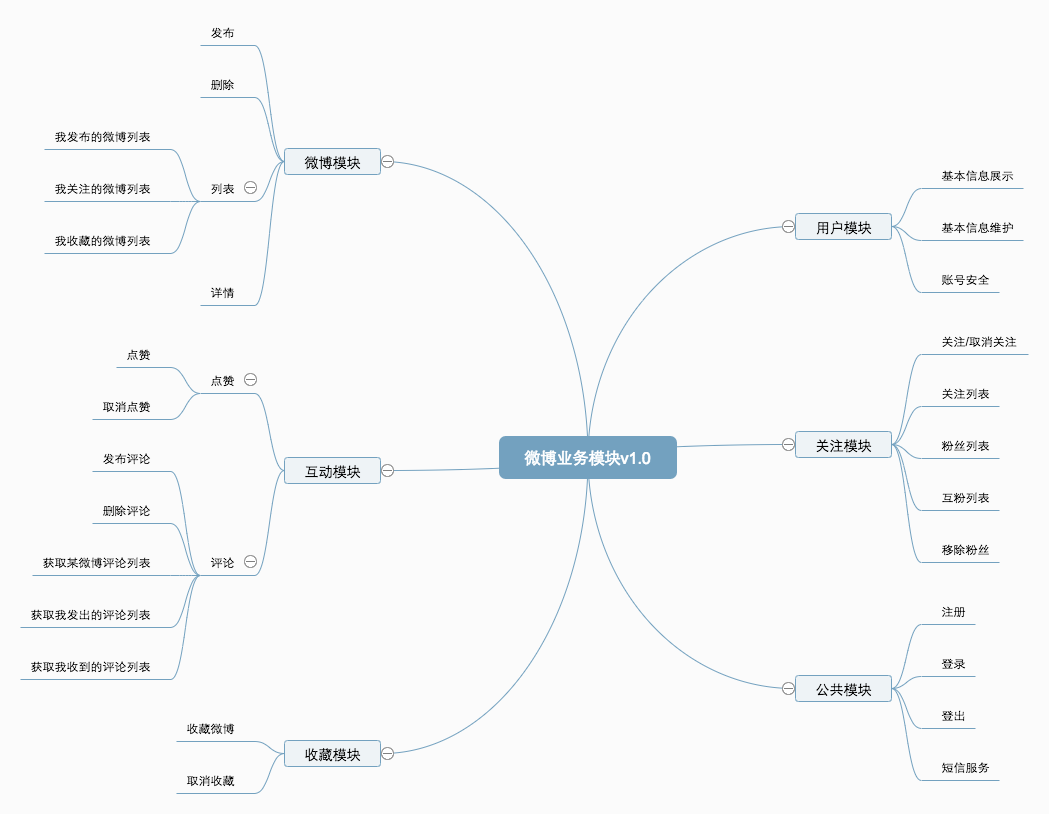 微博业务模块v1.0
微博模块
发布
删除
列表
我发布的微博列表
我关注的微博列表
我收藏的微博列表
详情
互动模块
点赞
点赞
取消点赞
评论
发布评论
删除评论
获取某微博评论列表
获取我发出的评论列表
获取我收到的评论列表
收藏模块
收藏微博
取消收藏
用户模块
基本信息展示
基本信息维护
账号安全
关注模块
关注/取消关注
关注列表
粉丝列表
互粉列表
移除粉丝
公共模块
注册
登录
登出
短信服务